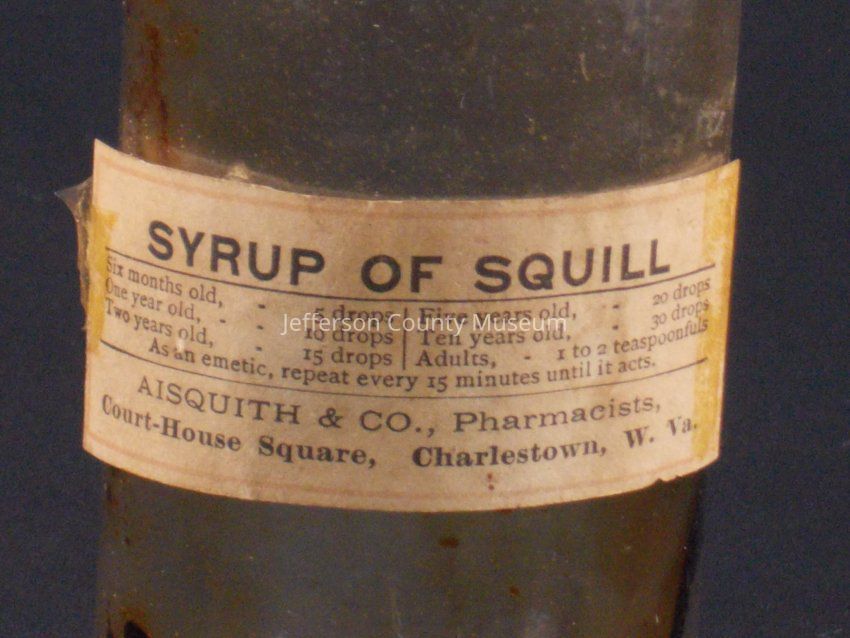 SYRUP OF SQUILL
Six months old, - 5 drops | Five years old, - 20 drops
One year old, - - 10 drops | Ten years old, - 30 drops
Two years old, - 15 drops | Adults, - 1 to 2 teaspoonfuls
As an emetic, repeat every 15 minutes until it acts.
AISQUITH & CO., Pharmacists,
Court-House Square, Charlestown, W. Va.
Jefferson County Museum